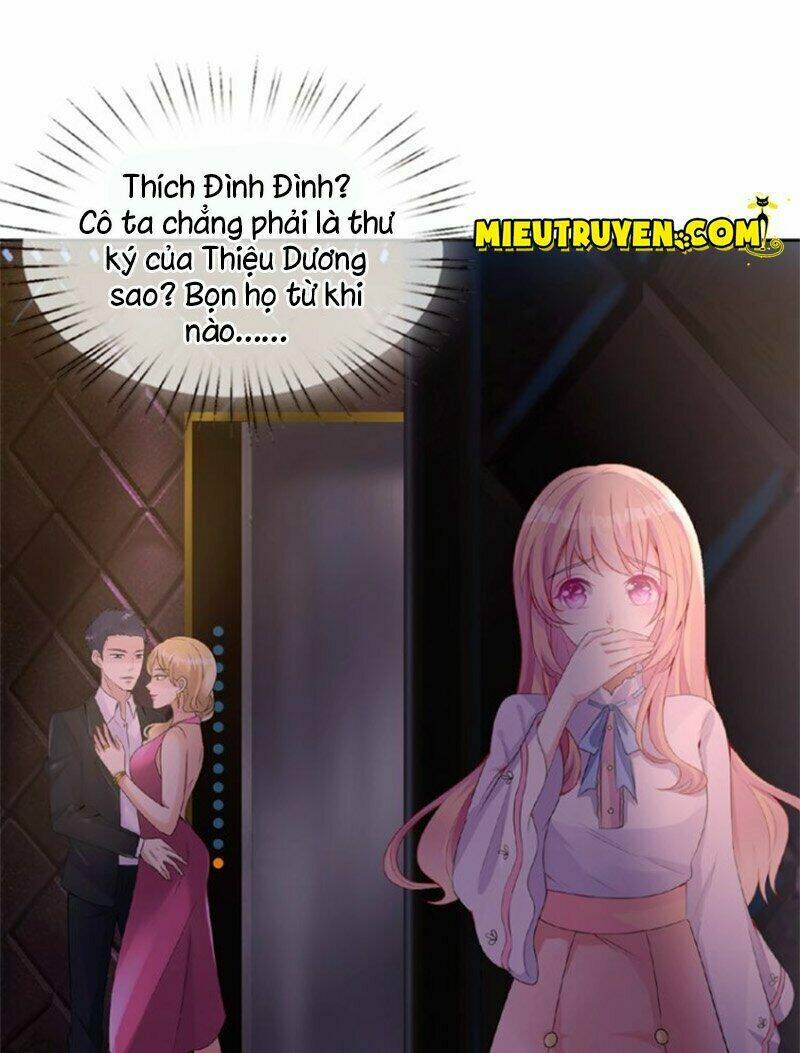 Thích Đình Đình?
Cô ta chẳng phải là thư
ký của Thiệu Dương
sao? Bọn họ từ khi
nào......
MIEUTRUYEN.COM